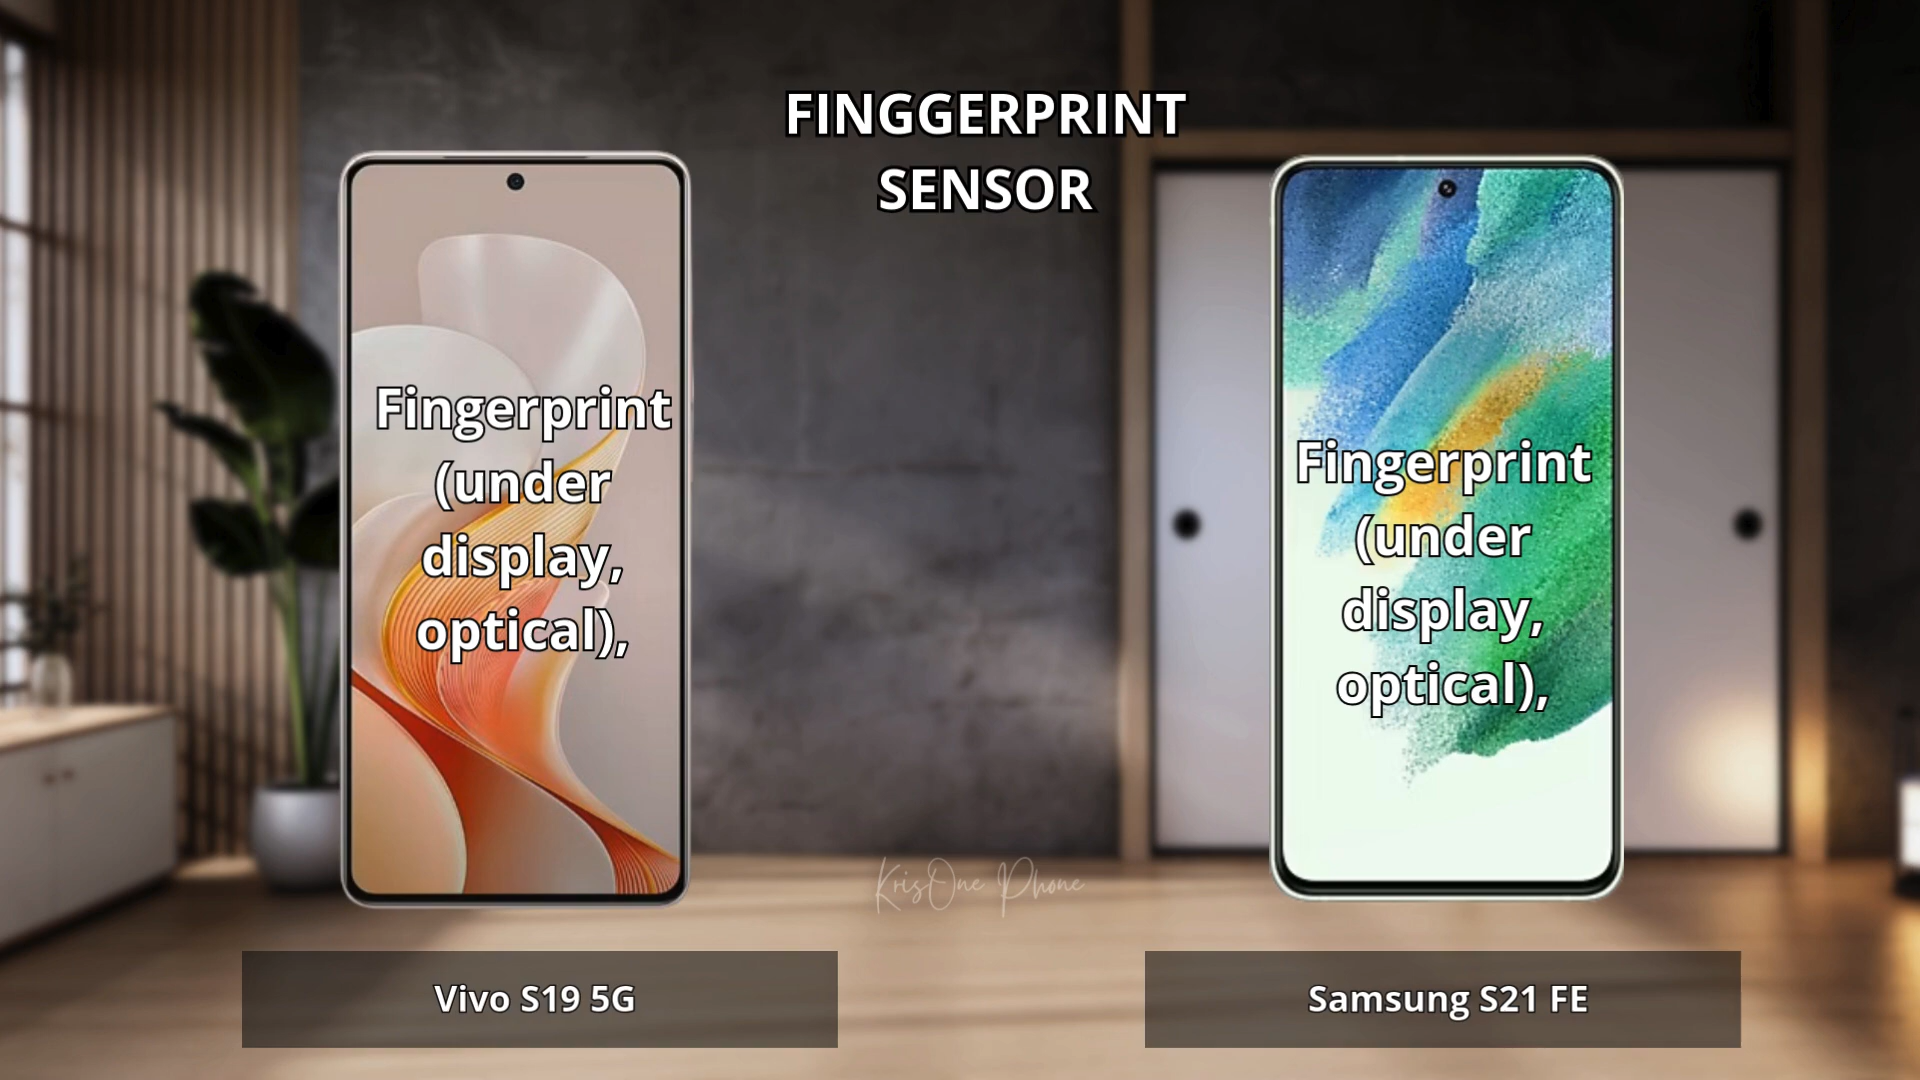 FINGGERPRINT
SENSOR
Fingerprint
(under
display,
optical),
Fingerprint
(under
display,
optical),
KrisOne Phone
Vivo S19 5G
Samsung S21 FE